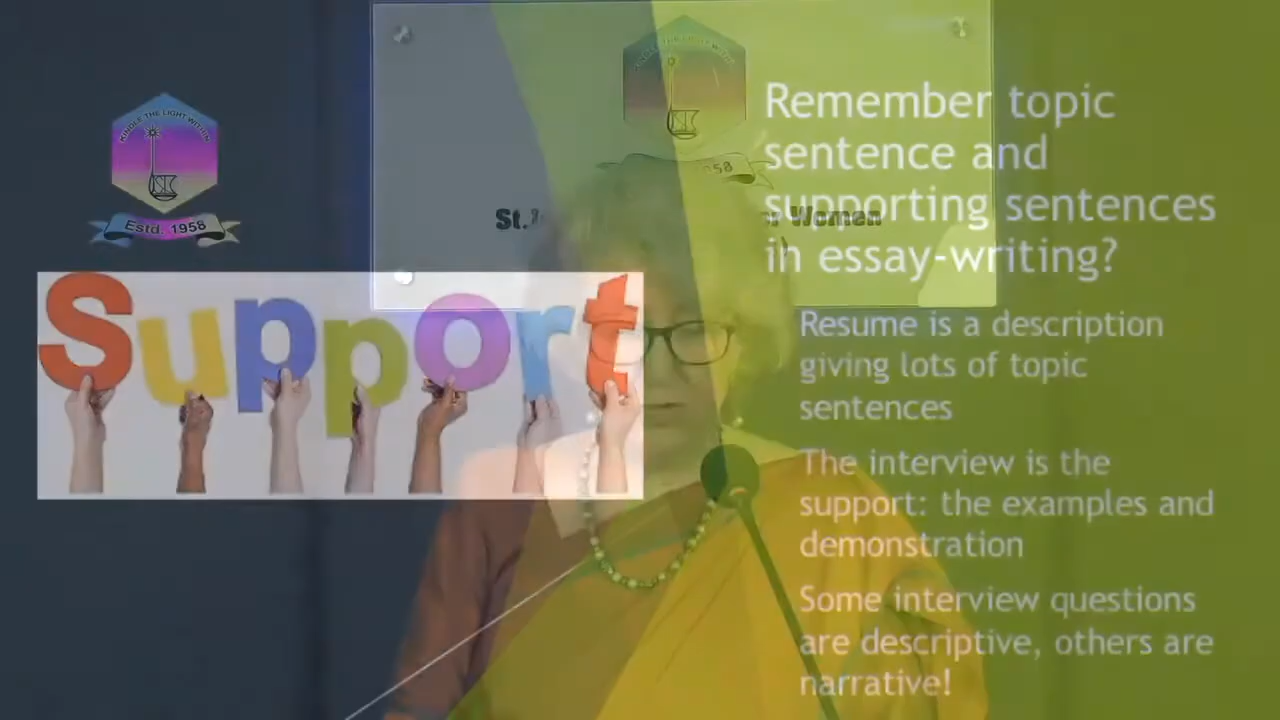 KINDLE THE LIGHT WITHIN
Estd. 1958
1958
St.
Women
Support
Remember topic
sentence and
supporting sentences
in essay-writing?
Resume is a description
giving lots of topic
sentences
The interview is the
support: the examples and
demonstration
Some interview questions
are descriptive, others are
narrative!